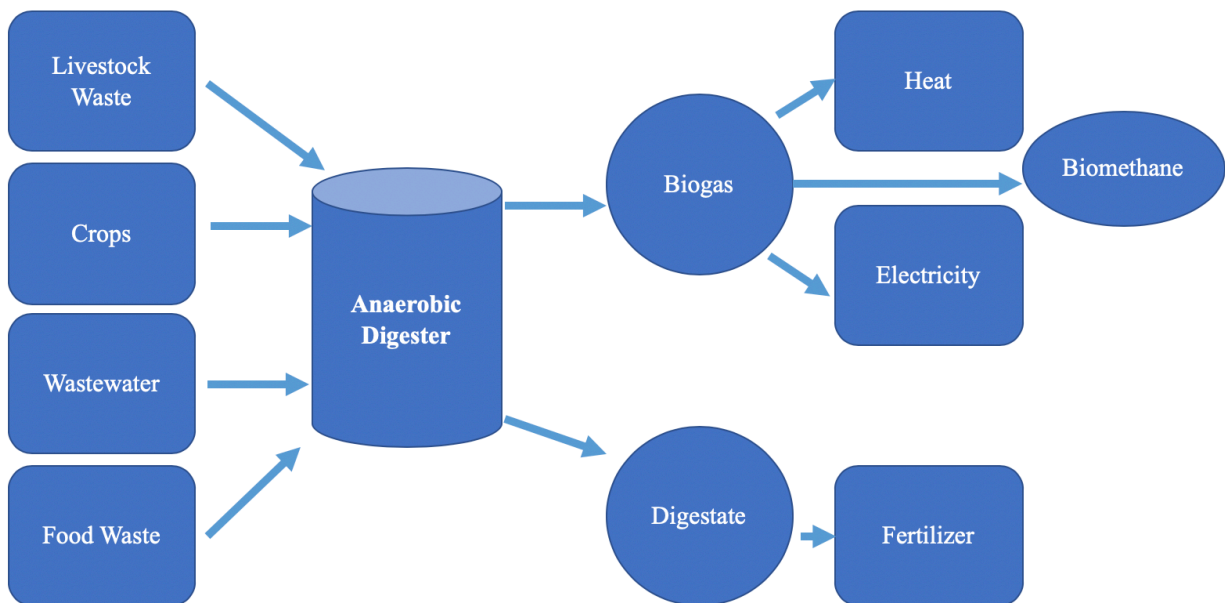 Livestock
Waste
Crops
Wastewater
Food Waste
Anaerobic
Digester
Biogas
Digestate
Heat
Electricity
Fertilizer
Biomethane